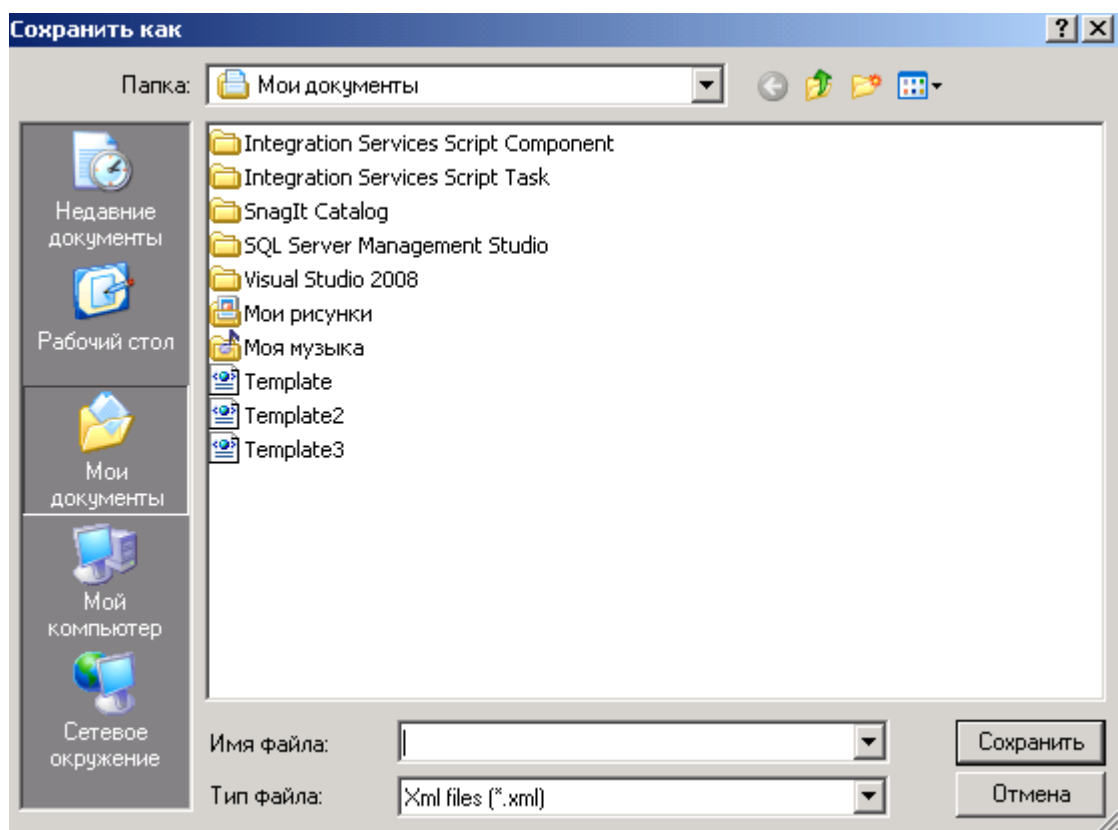 Сохранить как
Папка:
Мои документы
Недавние
документы
Рабочий стол
Мои
документы
Мой
компьютер
Сетевое
окружение
Integration Services Script Component
Integration Services Script Task
SnagIt Catalog
SQL Server Management Studio
Visual Studio 2008
Мои рисунки
Моя музыка
Template
Template2
Template3
Имя файла:
Сохранить
Тип файла:
Xml files (*.xml)
Отмена